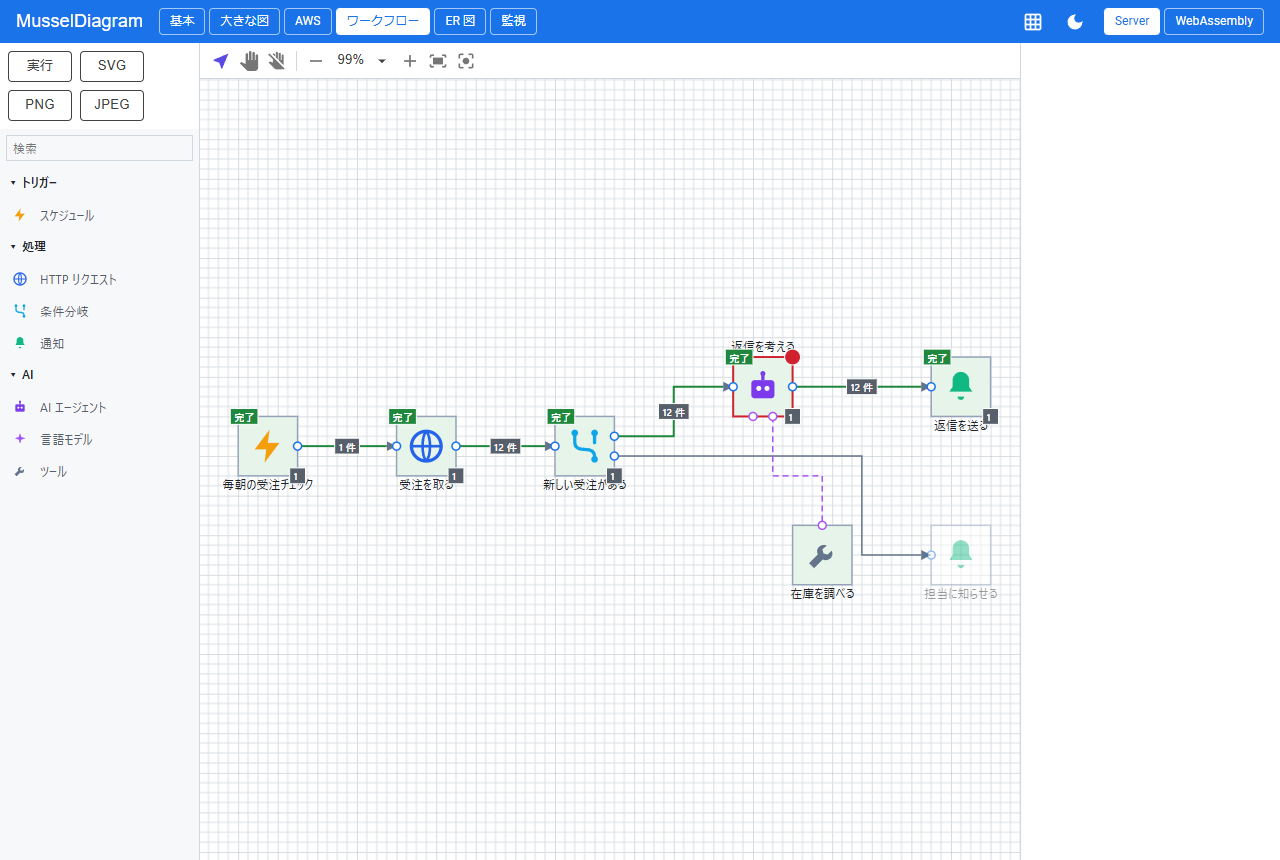 MusselDiagram 基本 大きな図 AWS ワークフロー ER 図 監視 Server WebAssembly
実行 SVG
PNG JPEG
99%
検索
トリガー
スケジュール
処理
HTTP リクエスト
条件分岐
通知
AI
AI エージェント
言語モデル
ツール
返信を考える
完了 完了
12 件
12 件
1 1
返信を送る
完了 完了 完了
1 件 12 件
1 1 1
毎朝の受注チェック 受注を取る 新しい受注がある
在庫を調べる 担当に知らせる